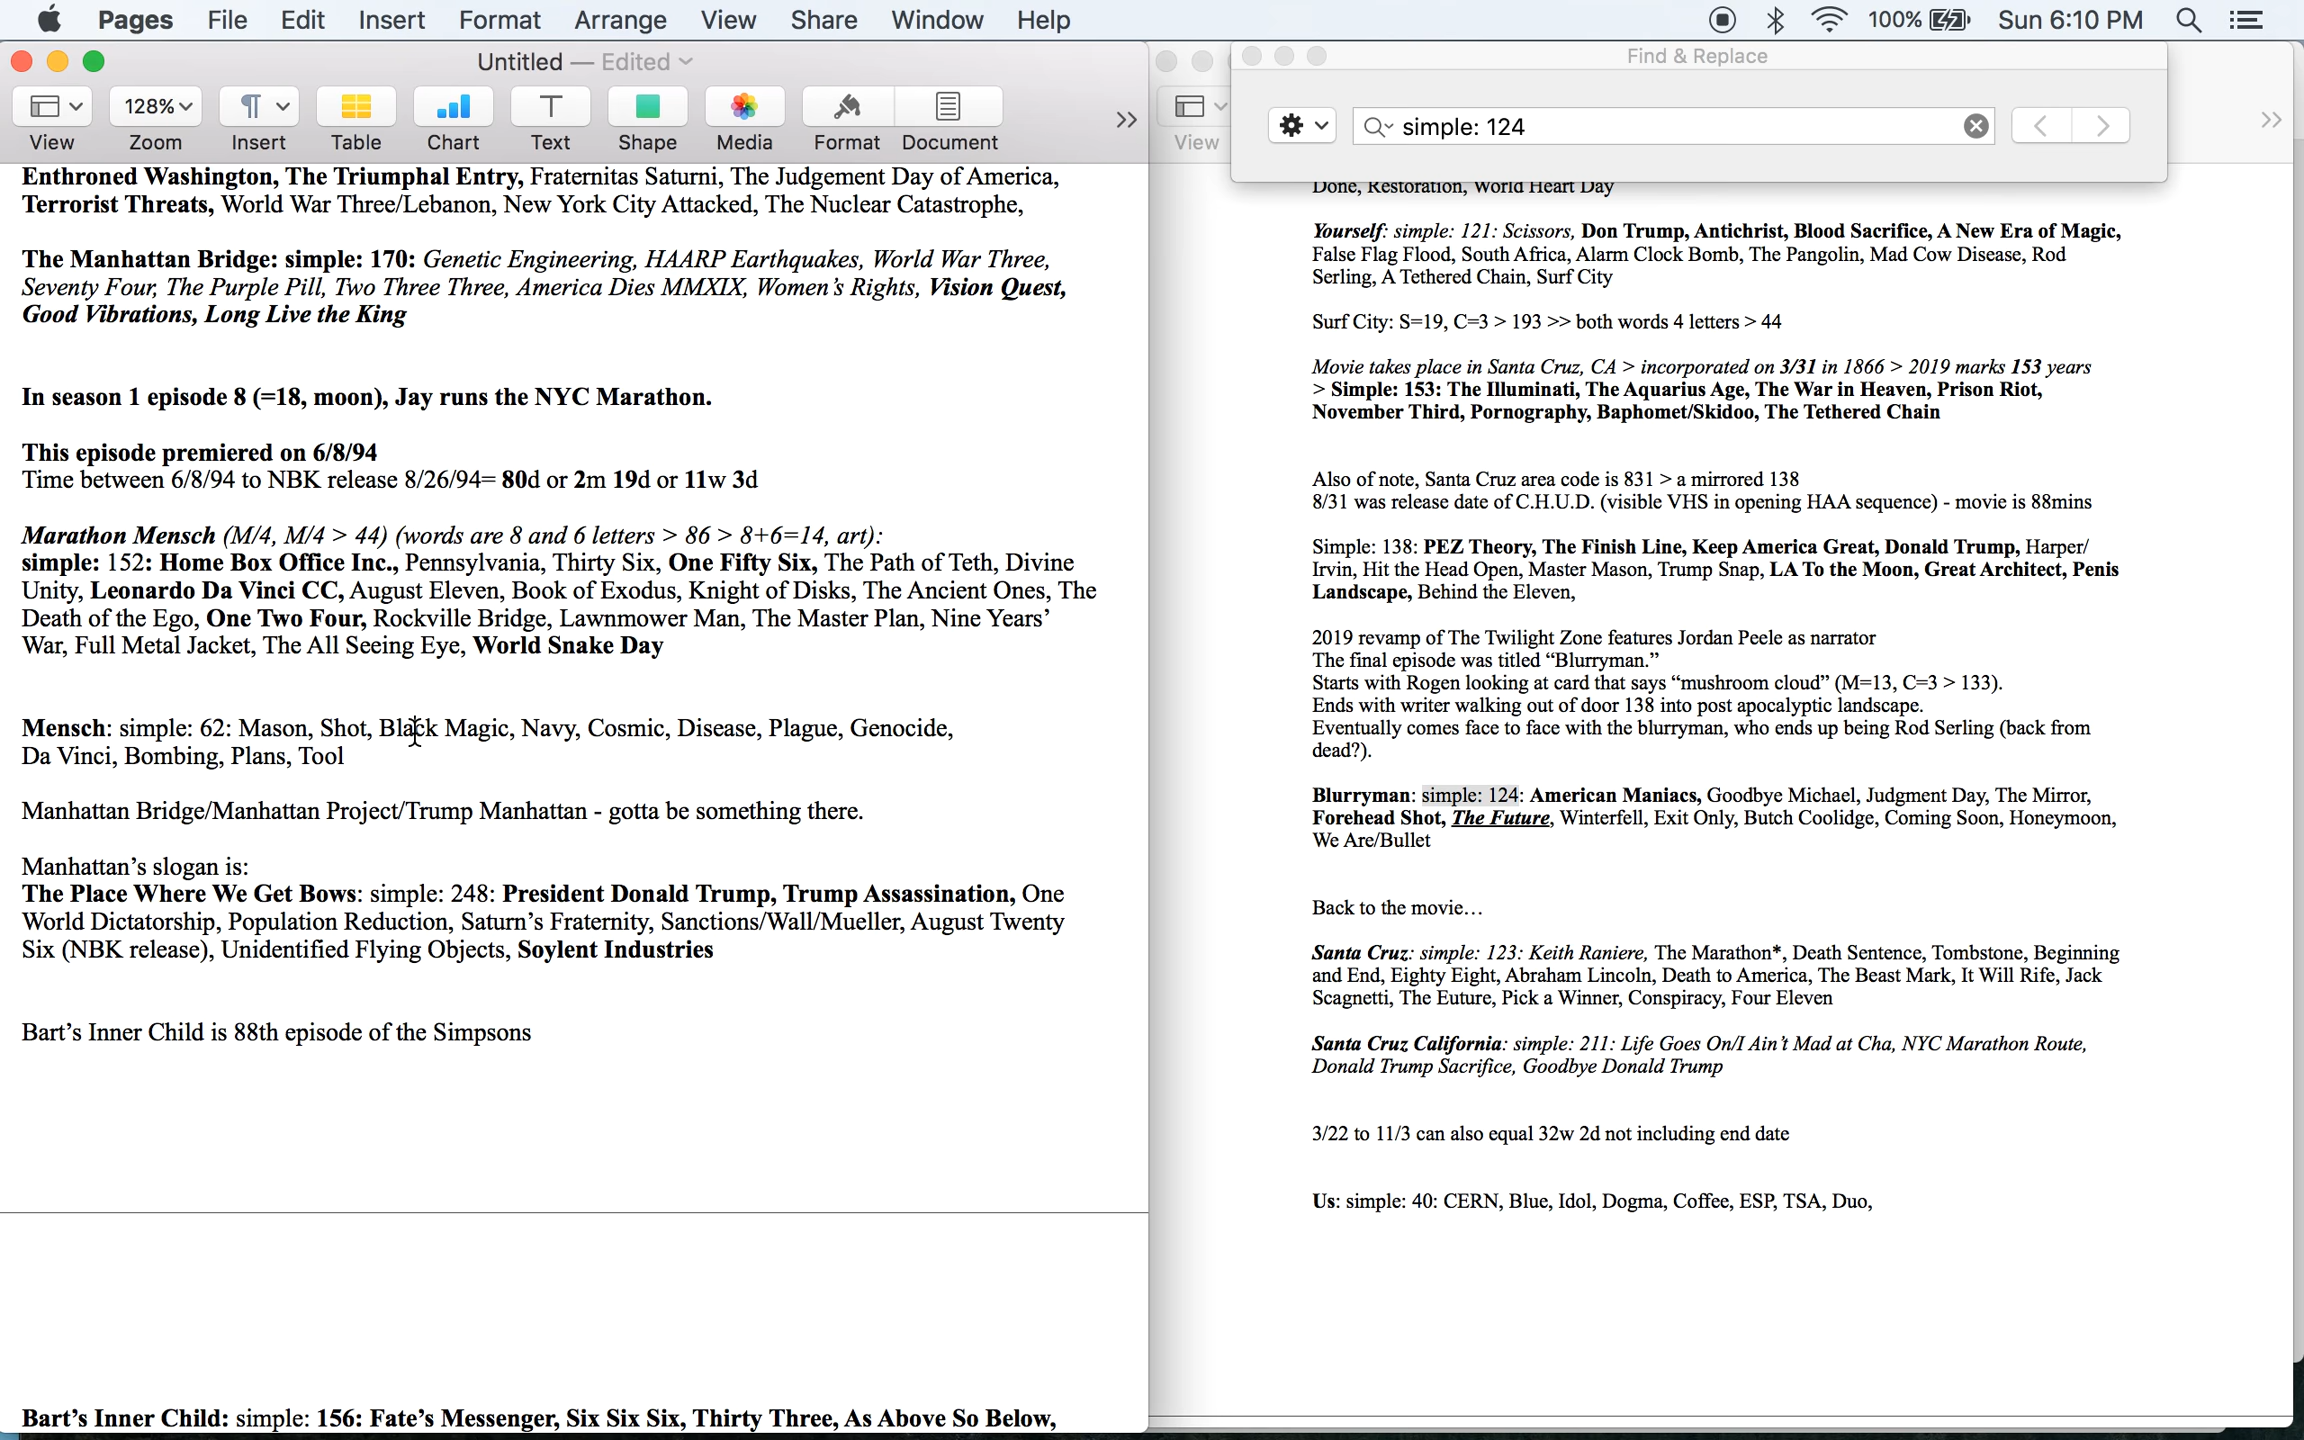 Pages File Edit Insert Format Arrange View Share Window Help 100% Sun 6:10 PM
Untitled — Edited
128%
View Zoom Insert Table Chart Text Shape Media Format Document
Enthroned Washington, The Triumphal Entry, Fraternitas Saturni, The Judgement Day of America,
Terrorist Threats, World War Three/Lebanon, New York City Attacked, The Nuclear Catastrophe,
The Manhattan Bridge: simple: 170: Genetic Engineering, HAARP Earthquakes, World War Three,
Seventy Four, The Purple Pill, Two Three Three, America Dies MMXIX, Women's Rights, Vision Quest,
Good Vibrations, Long Live the King
In season 1 episode 8 (=18, moon), Jay runs the NYC Marathon.
This episode premiered on 6/8/94
Time between 6/8/94 to NBK release 8/26/94= 80d or 2m 19d or 11w 3d
Marathon Mensch (M/4, M/4 > 44) (words are 8 and 6 letters > 86 > 8+6=14, art):
simple: 152: Home Box Office Inc., Pennsylvania, Thirty Six, One Fifty Six, The Path of Teth, Divine
Unity, Leonardo Da Vinci CC, August Eleven, Book of Exodus, Knight of Disks, The Ancient Ones, The
Death of the Ego, One Two Four, Rockville Bridge, Lawnmower Man, The Master Plan, Nine Years’
War, Full Metal Jacket, The All Seeing Eye, World Snake Day
Mensch: simple: 62: Mason, Shot, Black Magic, Navy, Cosmic, Disease, Plague, Genocide,
Da Vinci, Bombing, Plans, Tool
Manhattan Bridge/Manhattan Project/Trump Manhattan - gotta be something there.
Manhattan’s slogan is:
The Place Where We Get Bows: simple: 248: President Donald Trump, Trump Assassination, One
World Dictatorship, Population Reduction, Saturn’s Fraternity, Sanctions/Wall/Mueller, August Twenty
Six (NBK release), Unidentified Flying Objects, Soylent Industries
Bart’s Inner Child is 88th episode of the Simpsons
Bart’s Inner Child: simple: 156: Fate’s Messenger, Six Six Six, Thirty Three, As Above So Below,
View
Find & Replace
simple: 124
Done, Restoration, World Heart Day
Yourself: simple: 121: Scissors, Don Trump, Antichrist, Blood Sacrifice, A New Era of Magic,
False Flag Flood, South Africa, Alarm Clock Bomb, The Pangolin, Mad Cow Disease, Rod
Serling, A Tethered Chain, Surf City
Surf City: S=19, C=3 > 193 >> both words 4 letters > 44
Movie takes place in Santa Cruz, CA > incorporated on 3/31 in 1866 > 2019 marks 153 years
> Simple: 153: The Illuminati, The Aquarius Age, The War in Heaven, Prison Riot,
November Third, Pornography, Baphomet/Skidoo, The Tethered Chain
Also of note, Santa Cruz area code is 831 > a mirrored 138
8/31 was release date of C.H.U.D. (visible VHS in opening HAA sequence) - movie is 88mins
Simple: 138: PEZ Theory, The Finish Line, Keep America Great, Donald Trump, Harper/
Irvin, Hit the Head Open, Master Mason, Trump Snap, LA To the Moon, Great Architect, Penis
Landscape, Behind the Eleven,
2019 revamp of The Twilight Zone features Jordan Peele as narrator
The final episode was titled “Blurryman.”
Starts with Rogen looking at card that says “mushroom cloud” (M=13, C=3 > 133).
Ends with writer walking out of door 138 into post apocalyptic landscape.
Eventually comes face to face with the blurryman, who ends up being Rod Serling (back from
dead?).
Blurryman: simple: 124: American Maniacs, Goodbye Michael, Judgment Day, The Mirror,
Forehead Shot, The Future, Winterfell, Exit Only, Butch Coolidge, Coming Soon, Honeymoon,
We Are/Bullet
Back to the movie…
Santa Cruz: simple: 123: Keith Raniere, The Marathon*, Death Sentence, Tombstone, Beginning
and End, Eighty Eight, Abraham Lincoln, Death to America, The Beast Mark, It Will Rife, Jack
Scagnetti, The Euture, Pick a Winner, Conspiracy, Four Eleven
Santa Cruz California: simple: 211: Life Goes On/I Ain’t Mad at Cha, NYC Marathon Route,
Donald Trump Sacrifice, Goodbye Donald Trump
3/22 to 11/3 can also equal 32w 2d not including end date
Us: simple: 40: CERN, Blue, Idol, Dogma, Coffee, ESP, TSA, Duo,